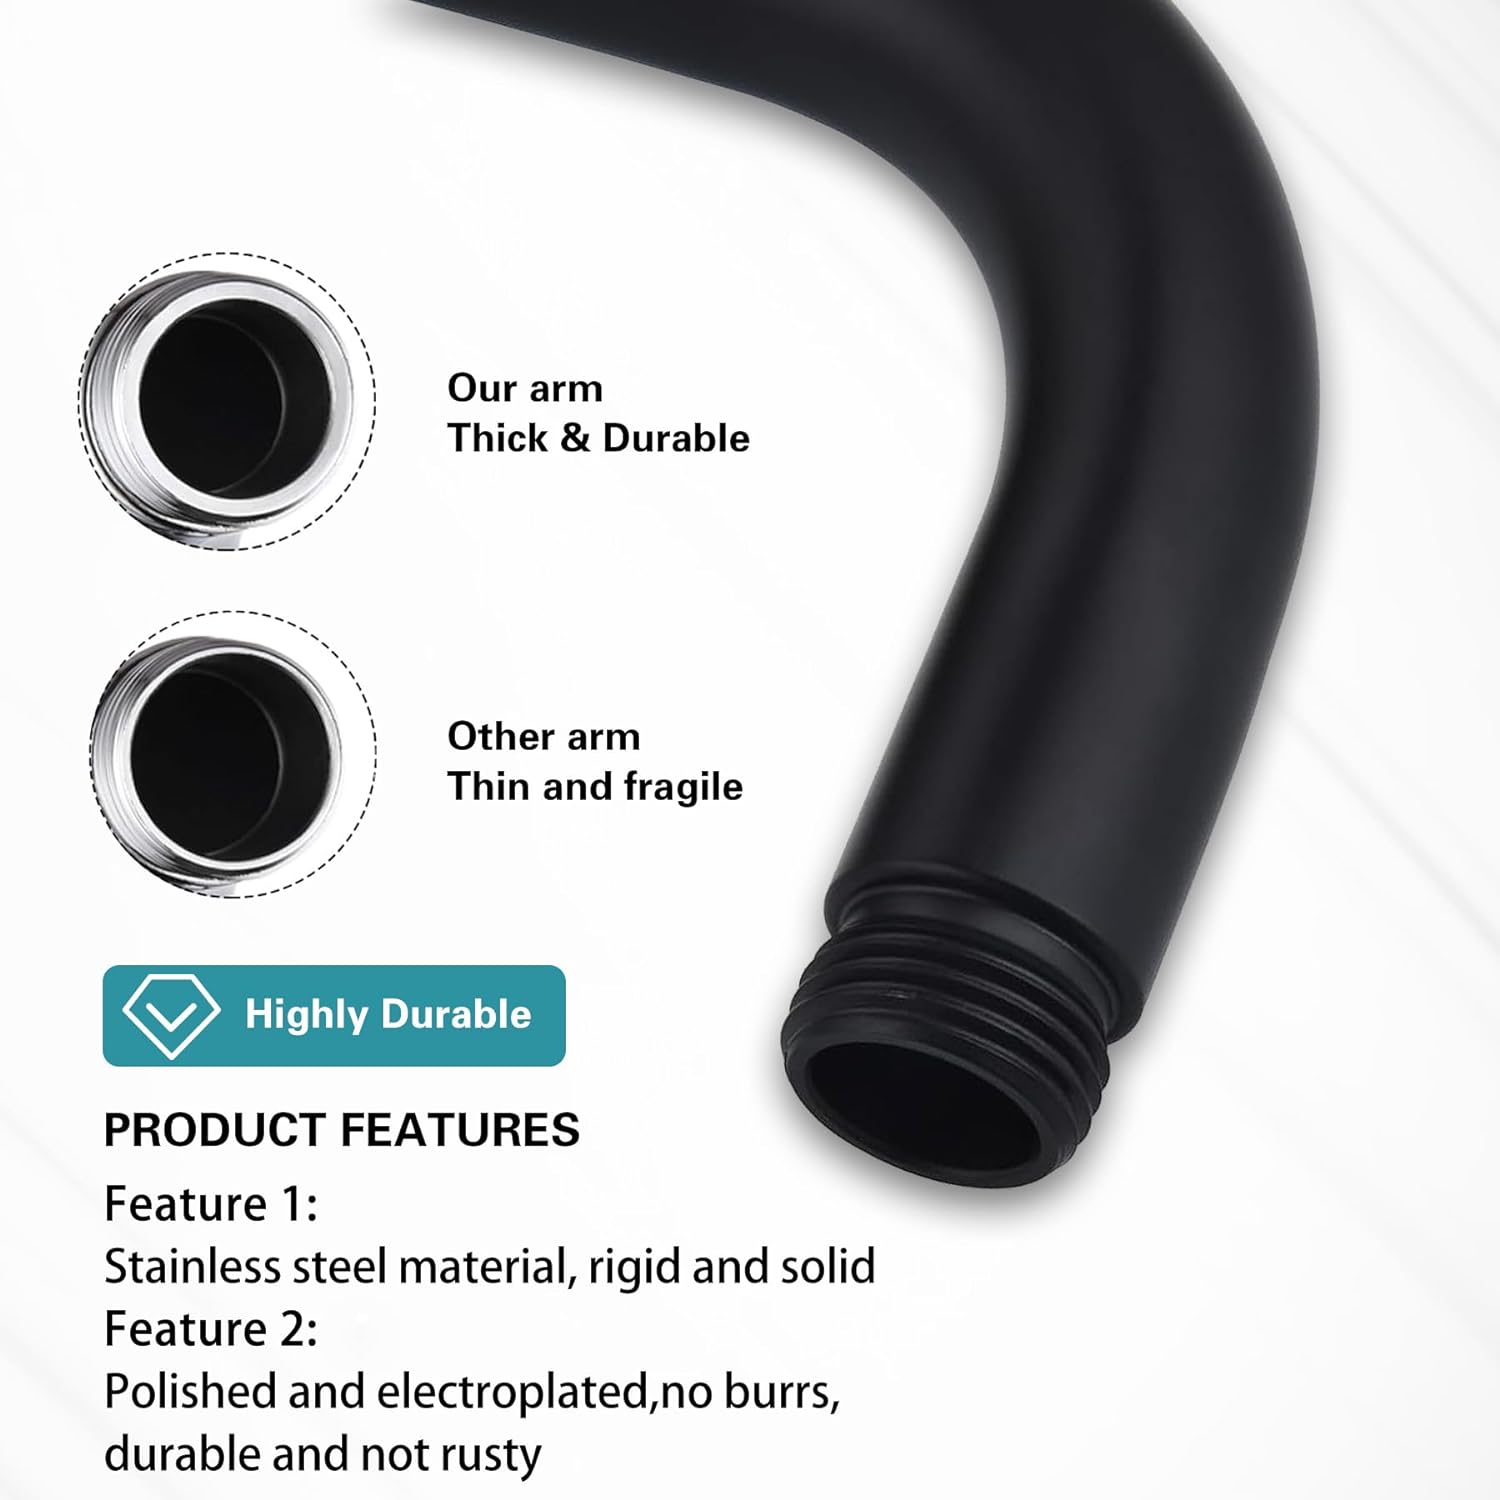 Our arm
Thick & Durable
Other arm
Thin and fragile
Highly Durable
PRODUCT FEATURES
Feature 1:
Stainless steel material, rigid and solid
Feature 2:
Polished and electroplated,no burrs,
durable and not rusty